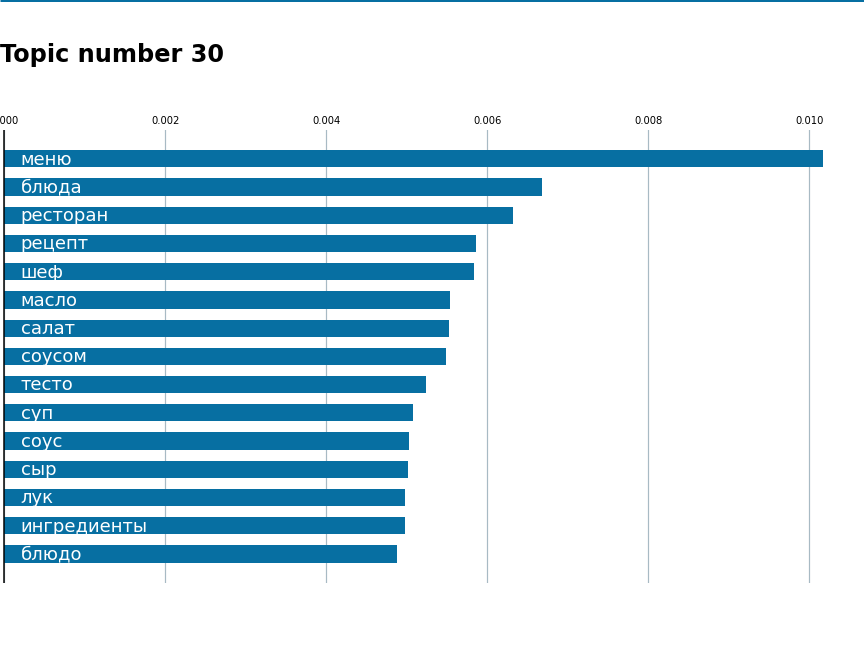 Topic number 30
000 0.002 0.004 0.006 0.008 0.010
меню
блюда
ресторан
рецепт
шеф
масло
салат
соусом
тесто
суп
соус
сыр
лук
ингредиенты
блюдо